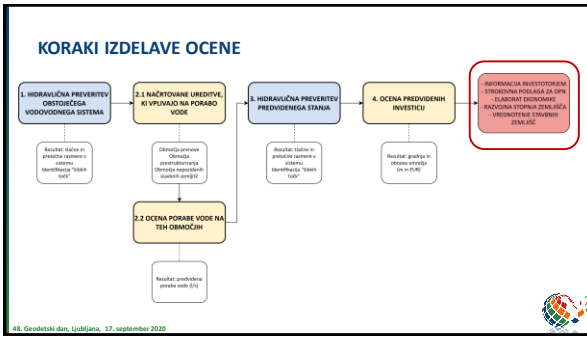 KORAKI IZDELAVE OCENE
1. HIDRAVLIČNA PREVERITEV
OBSTOJEČEGA
VODOVODNEGA SISTEMA
2.1 NAČRTOVANE UREDITVE,
KI VPLIVAJO NA PORABO
VODE
3. HIDRAVLIČNA PREVERITEV
PREDVIDENEGA STANJA
4. OCENA PREDVIDENIH
INVESTICIJ
- INFORMACIJA INVESTITORJEM
- STROKOVNA PODLAGA ZA OPN
- ELABORAT EKONOMIKE
- RAZVOJNA STOPNJA ZEMLJIŠČA
- VREDNOTENJE STAVBNIH
ZEMLJIŠČ
Rezultat: tlačne in
pretočne razmere v
sistemu
Identifikacija "šibkih
točk"
Območja prenove
Območja
prestrukturiranja
Območja nepozidanih
stavbnih zemljišč
Rezultat: tlačne in
pretočne razmere v
sistemu
Identifikacija "šibkih
točk"
Rezultat: gradnja in
obnova omrežja
(m in EUR)
2.2 OCENA PORABE VODE NA
TEH OBMOČJIH
Rezultat: predvidena
poraba vode (l/s)
48. Geodetski dan, Ljubljana, 17. september 2020